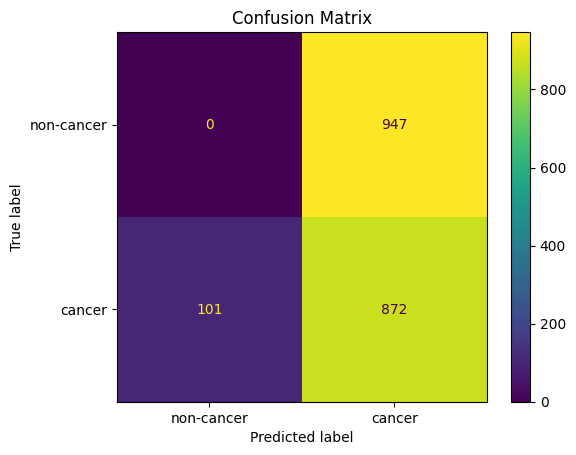 Confusion Matrix
non-cancer
0
947
800
600
True label
400
cancer
101
872
200
0
non-cancer
cancer
Predicted label